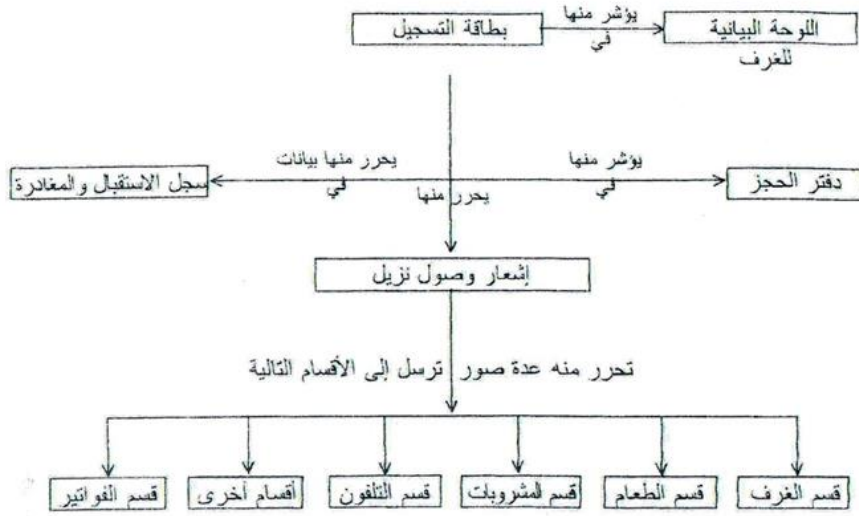 بطاقة التسجيل
يؤشر منها
في
اللوحة البيانية
للغرف
يؤشر منها
في
دفتر الحجز
يحرر منها بيانات
في
سجل الاستقبال والمغادرة
يحرر منها
إشعار وصول نزيل
تحرر منه عدة صور ترسل إلى الأقسام التالية
قسم الغرف
قسم الطعام
قسم المشروبات
قسم التلفون
أقسام أخرى
قسم الفواتير